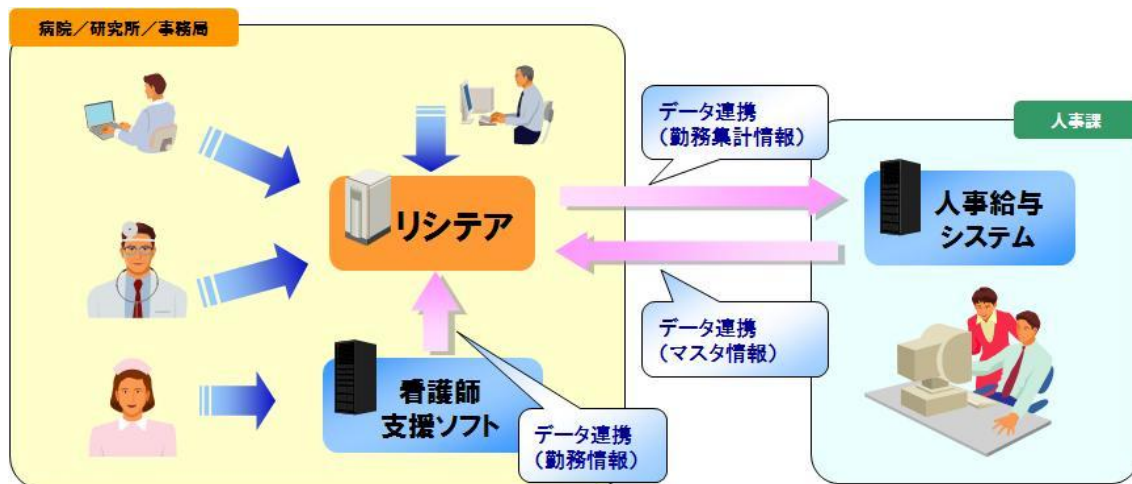 病院／研究所／事務局
データ連携
（勤務集計情報）
人事課
リシテア
人事給与
システム
データ連携
（マスタ情報）
看護師
支援ソフト
データ連携
（勤務情報）